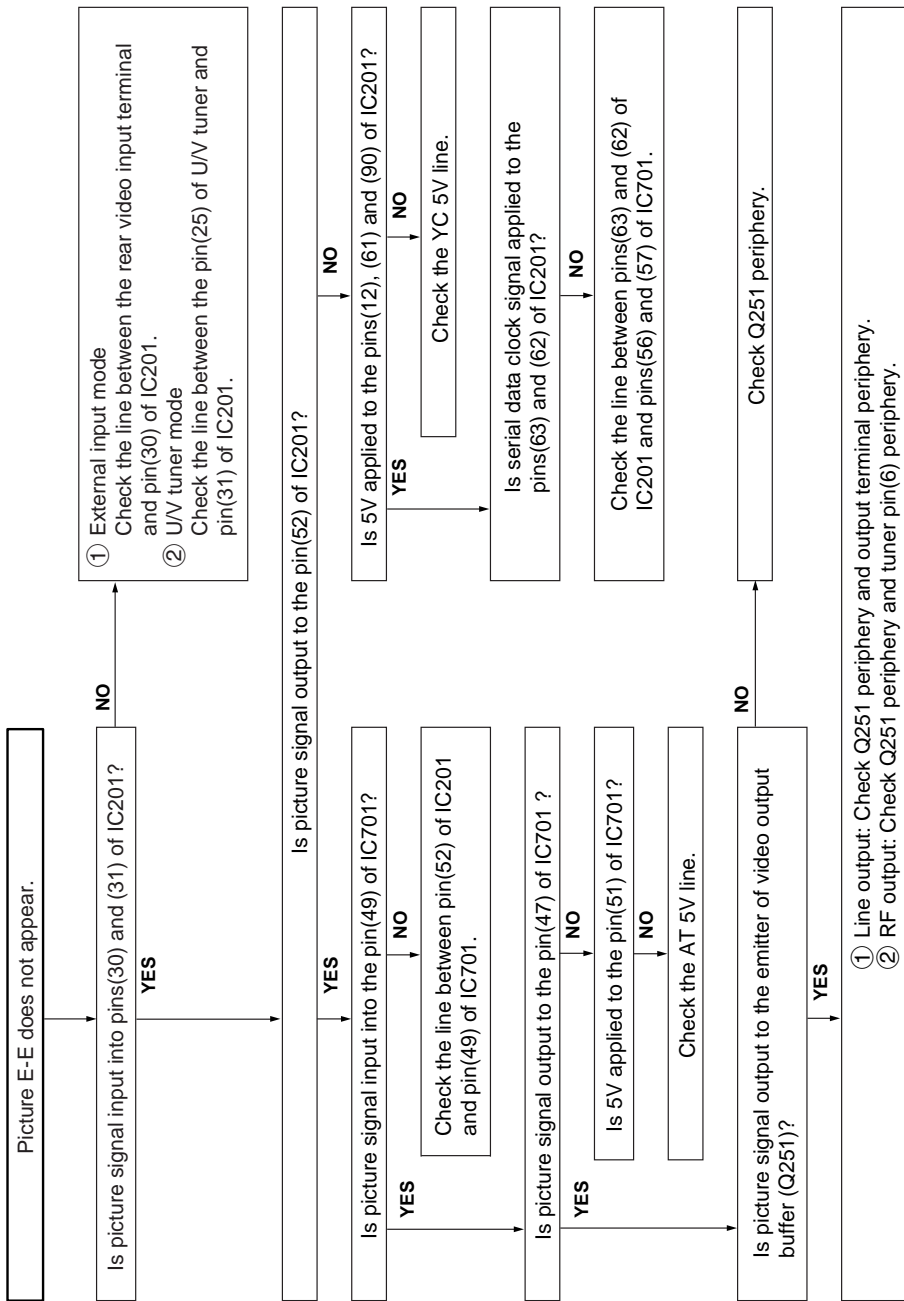 Picture E-E does not appear.
Is picture signal input into pins(30) and (31) of IC201?
NO
YES
① External input mode
Check the line between the rear video input terminal
and pin(30) of IC201.
② U/V tuner mode
Check the line between the pin(25) of U/V tuner and
pin(31) of IC201.
Is picture signal output to the pin(52) of IC201?
YES
NO
Is picture signal input into the pin(49) of IC701?
YES
NO
Check the line between pin(52) of IC201
and pin(49) of IC701.
Is 5V applied to the pins(12), (61) and (90) of IC201?
YES
NO
Check the YC 5V line.
Is serial data clock signal applied to the
pins(63) and (62) of IC201?
NO
Check the line between pins(63) and (62) of
IC201 and pins(56) and (57) of IC701.
Is picture signal output to the pin(47) of IC701 ?
YES
NO
Is 5V applied to the pin(51) of IC701?
NO
Check the AT 5V line.
Is picture signal output to the emitter of video output
buffer (Q251)?
NO
YES
Check Q251 periphery.
① Line output: Check Q251 periphery and output terminal periphery.
② RF output: Check Q251 periphery and tuner pin(6) periphery.